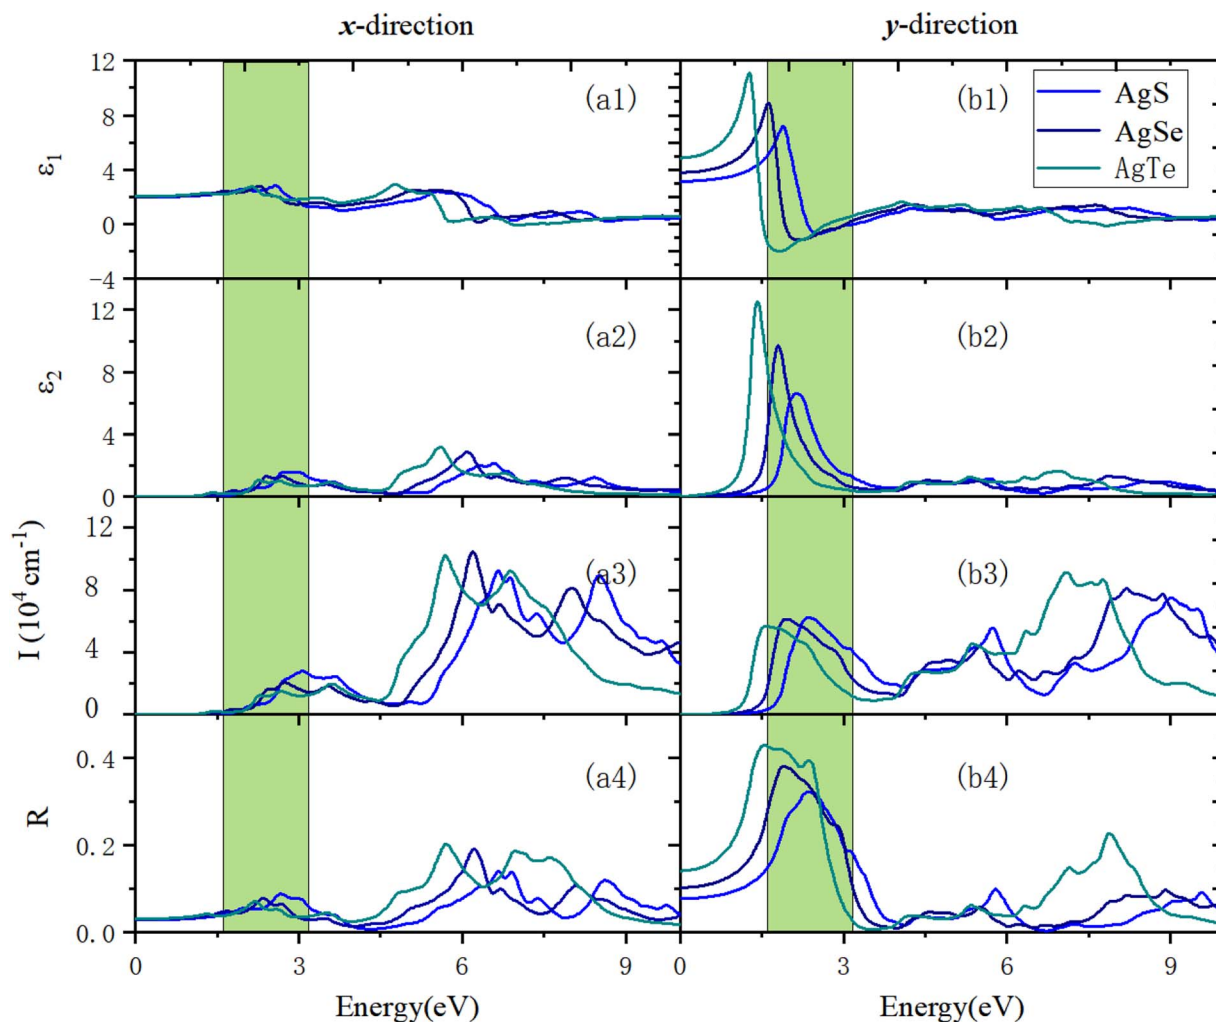 x-direction
y-direction
12
8
4
0
-4
ε1
(a1)
(b1)
AgS
AgSe
AgTe
12
8
4
0
ε2
(a2)
(b2)
12
8
4
0
I (10^4 cm^-1)
(a3)
(b3)
0.4
0.2
0.0
R
(a4)
(b4)
0
3
6
9
0
3
6
9
Energy(eV)
Energy(eV)